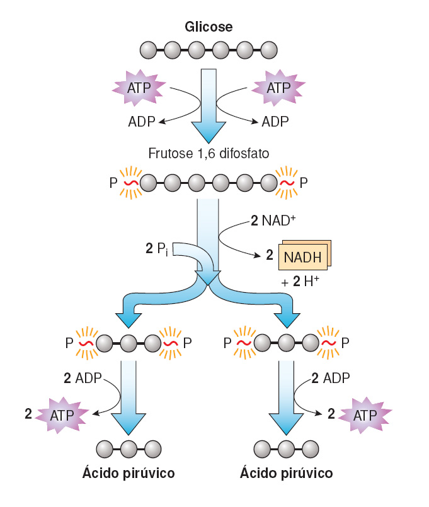 Glicose
ATP ATP
ADP ADP
Frutose 1,6 difosfato
P P
2 NAD⁺
2 Pᵢ
2 NADH
+ 2 H⁺
P P P P
2 ADP 2 ADP
2 ATP 2 ATP
Ácido pirúvico Ácido pirúvico